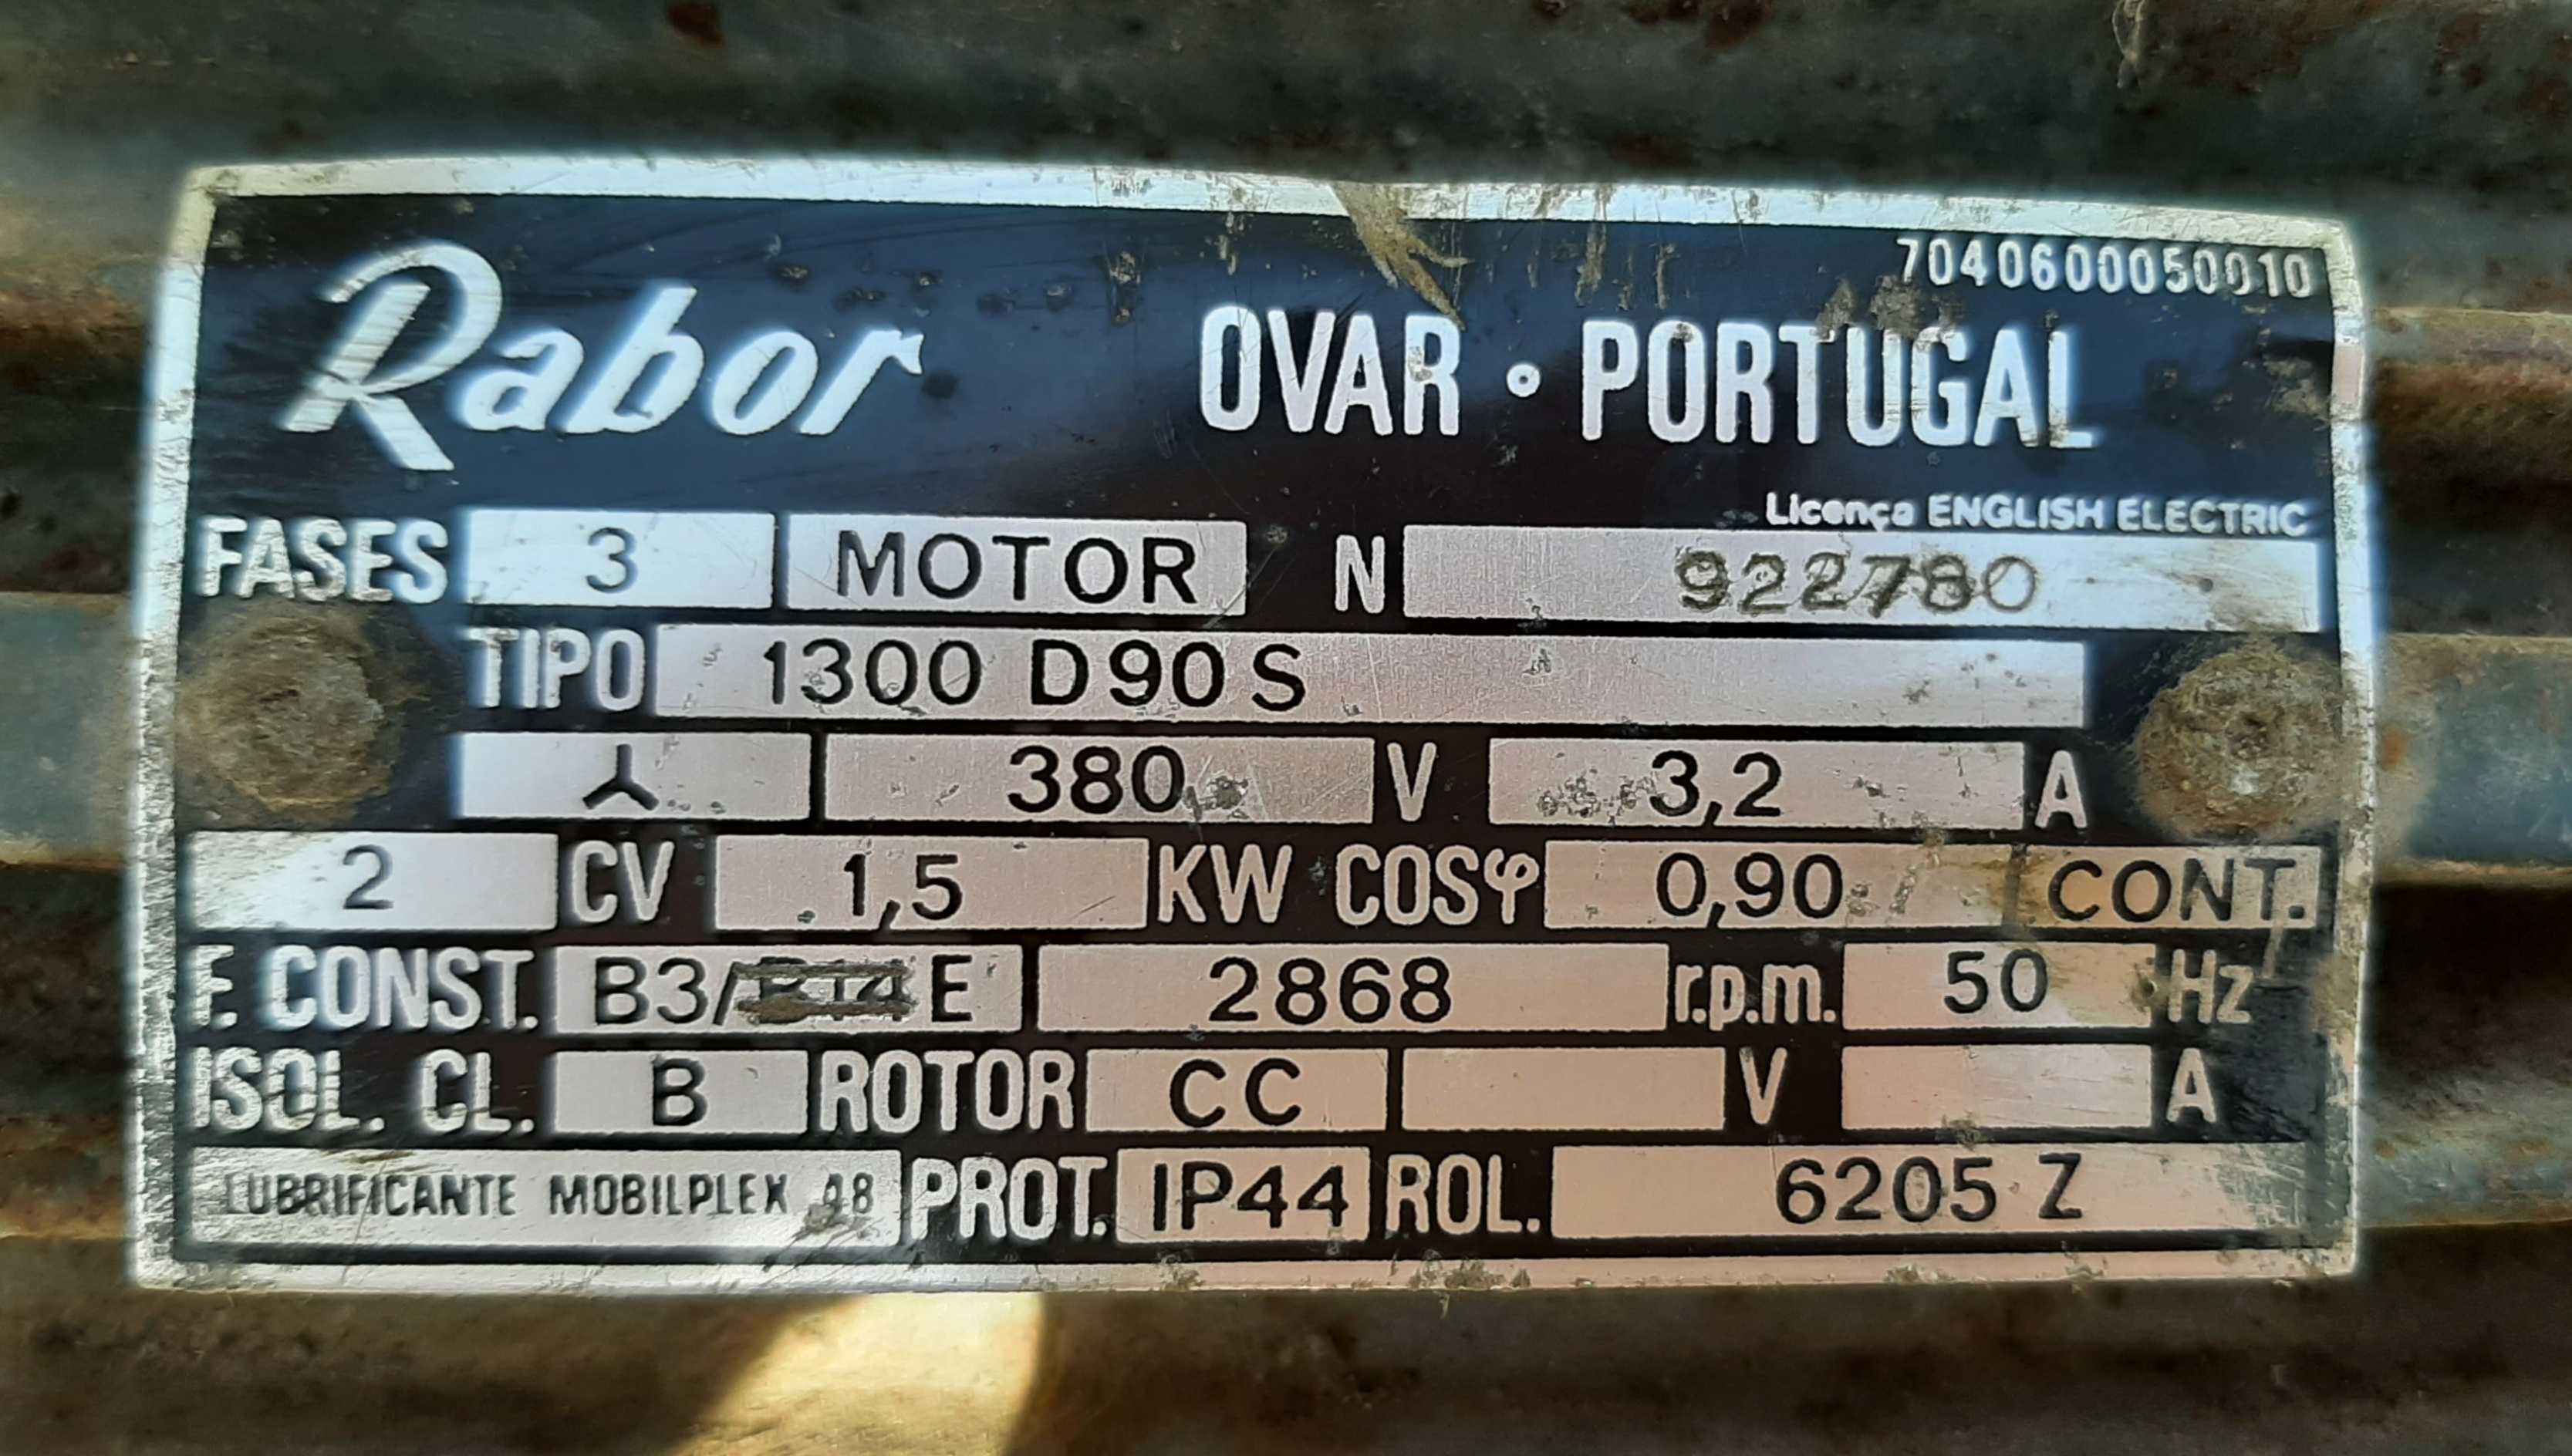 7040600050010
Rabor OVAR • PORTUGAL
Licença ENGLISH ELECTRIC
FASES 3 MOTOR N 922780
TIPO 1300 D90S
380 V 3,2 A
2 CV 1,5 KW COSφ 0,90 CONT.
F. CONST. B3/ E 2868 r.p.m. 50 Hz
ISOL. CL. B ROTOR CC V A
LUBRIFICANTE MOBILPLEX 48 PROT. IP44 ROL. 6205 Z